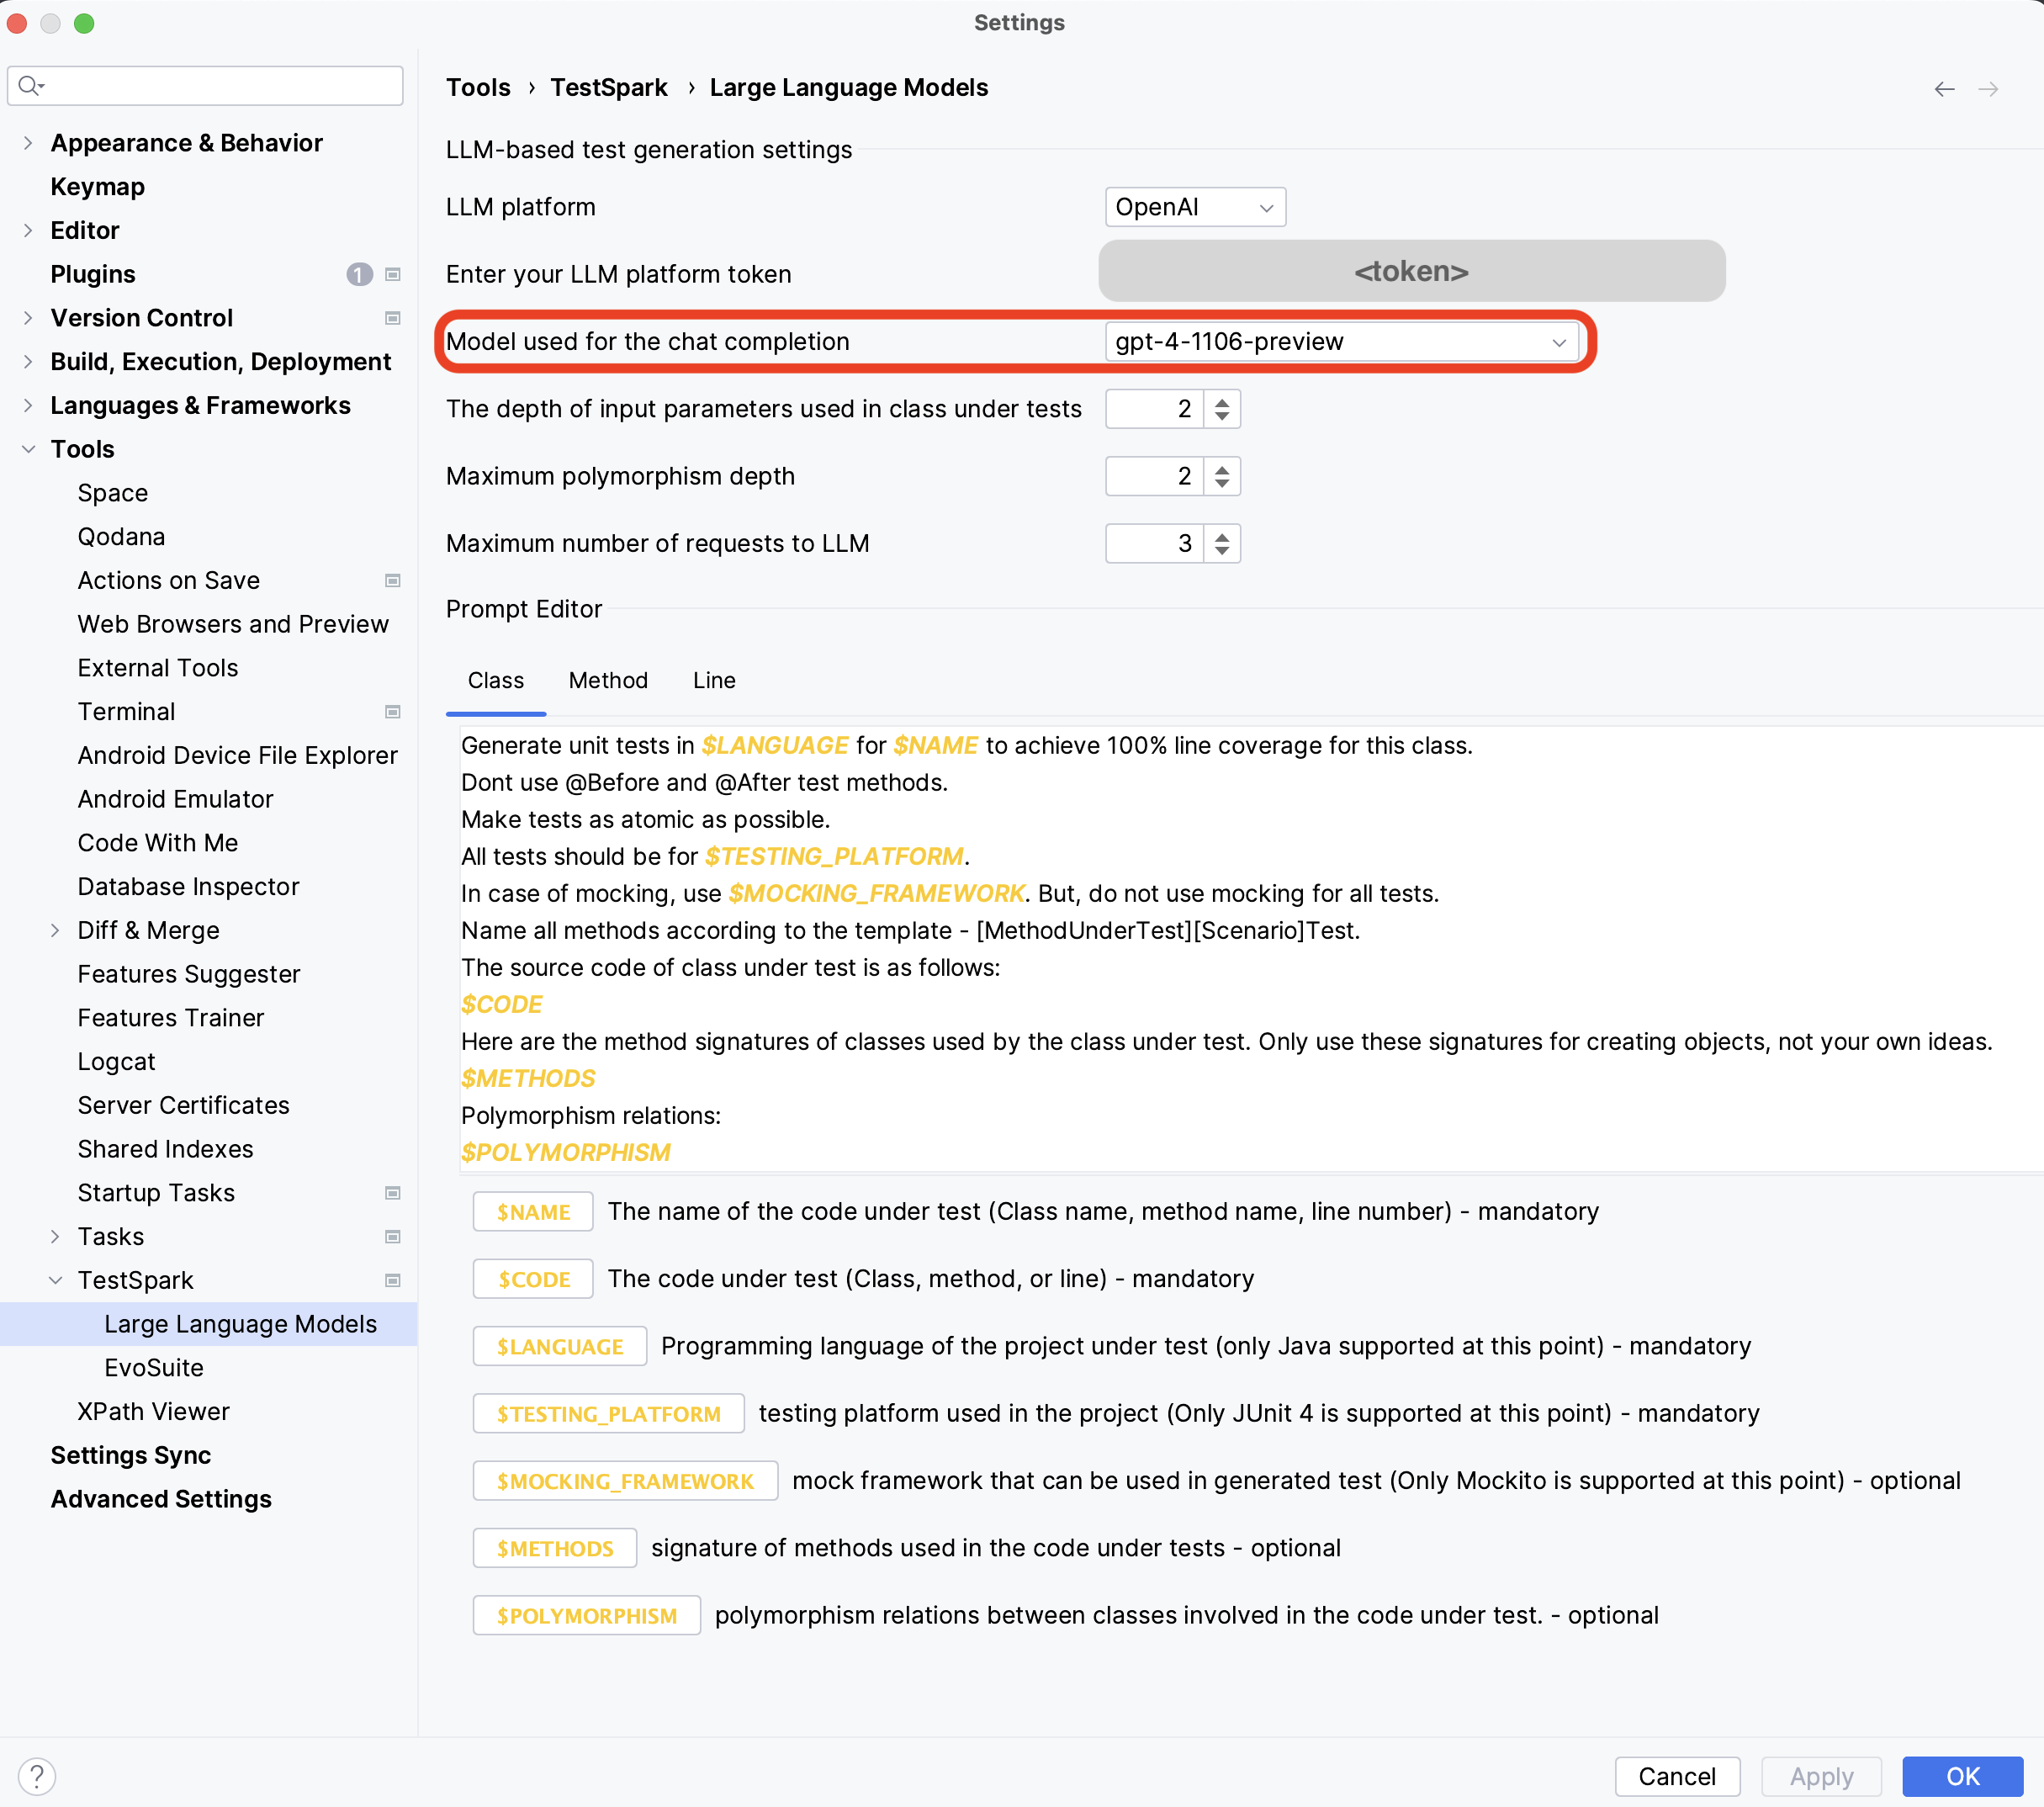 Settings
Appearance & Behavior
Keymap
Editor
Plugins 1
Version Control
Build, Execution, Deployment
Languages & Frameworks
Tools
Space
Qodana
Actions on Save
Web Browsers and Preview
External Tools
Terminal
Android Device File Explorer
Android Emulator
Code With Me
Database Inspector
Diff & Merge
Features Suggester
Features Trainer
Logcat
Server Certificates
Shared Indexes
Startup Tasks
Tasks
TestSpark
Large Language Models
EvoSuite
XPath Viewer
Settings Sync
Advanced Settings
Tools › TestSpark › Large Language Models
LLM-based test generation settings
LLM platform OpenAI
Enter your LLM platform token <token>
Model used for the chat completion gpt-4-1106-preview
The depth of input parameters used in class under tests 2
Maximum polymorphism depth 2
Maximum number of requests to LLM 3
Prompt Editor
Class Method Line
Generate unit tests in $LANGUAGE for $NAME to achieve 100% line coverage for this class.
Dont use @Before and @After test methods.
Make tests as atomic as possible.
All tests should be for $TESTING_PLATFORM.
In case of mocking, use $MOCKING_FRAMEWORK. But, do not use mocking for all tests.
Name all methods according to the template - [MethodUnderTest][Scenario]Test.
The source code of class under test is as follows:
$CODE
Here are the method signatures of classes used by the class under test. Only use these signatures for creating objects, not your own ideas.
$METHODS
Polymorphism relations:
$POLYMORPHISM
$NAME The name of the code under test (Class name, method name, line number) - mandatory
$CODE The code under test (Class, method, or line) - mandatory
$LANGUAGE Programming language of the project under test (only Java supported at this point) - mandatory
$TESTING_PLATFORM testing platform used in the project (Only JUnit 4 is supported at this point) - mandatory
$MOCKING_FRAMEWORK mock framework that can be used in generated test (Only Mockito is supported at this point) - optional
$METHODS signature of methods used in the code under tests - optional
$POLYMORPHISM polymorphism relations between classes involved in the code under test. - optional
? Cancel Apply OK